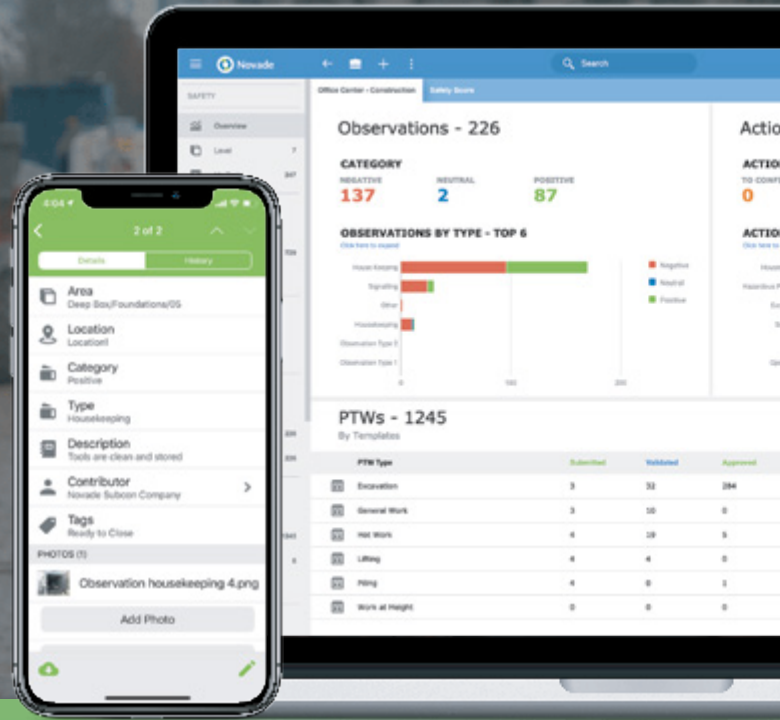 Novade
Search
SAFETY
Overview
Level 7
Office Center - Construction
Safety Score
Observations - 226
CATEGORY
NEGATIVE NEUTRAL POSITIVE
137 2 87
OBSERVATIONS BY TYPE - TOP 6
Click here to expand
House Keeping
Signalling
Other
Housekeeping
Observation Type 1
0 100 200
Negative
Neutral
Positive
Actio
ACTIO
TO CONFI
0
ACTIO
PTWs - 1245
By Templates
PTW Type Submitted Validated Approved
Excavation 3 32 284
General Work 3 10 0
Hot Work 4 19 5
Lifting 4 4 0
Piling 4 0 1
Work at Height 0 0 0
4:04
2 of 2
Details History
Area
Deep Box/Foundations/05
Location
Location1
Category
Positive
Type
Housekeeping
Description
Tools are clean and stored
Contributor
Novade Subcon Company
Tags
Ready to Close
PHOTOS (1)
Observation housekeeping 4.png
Add Photo